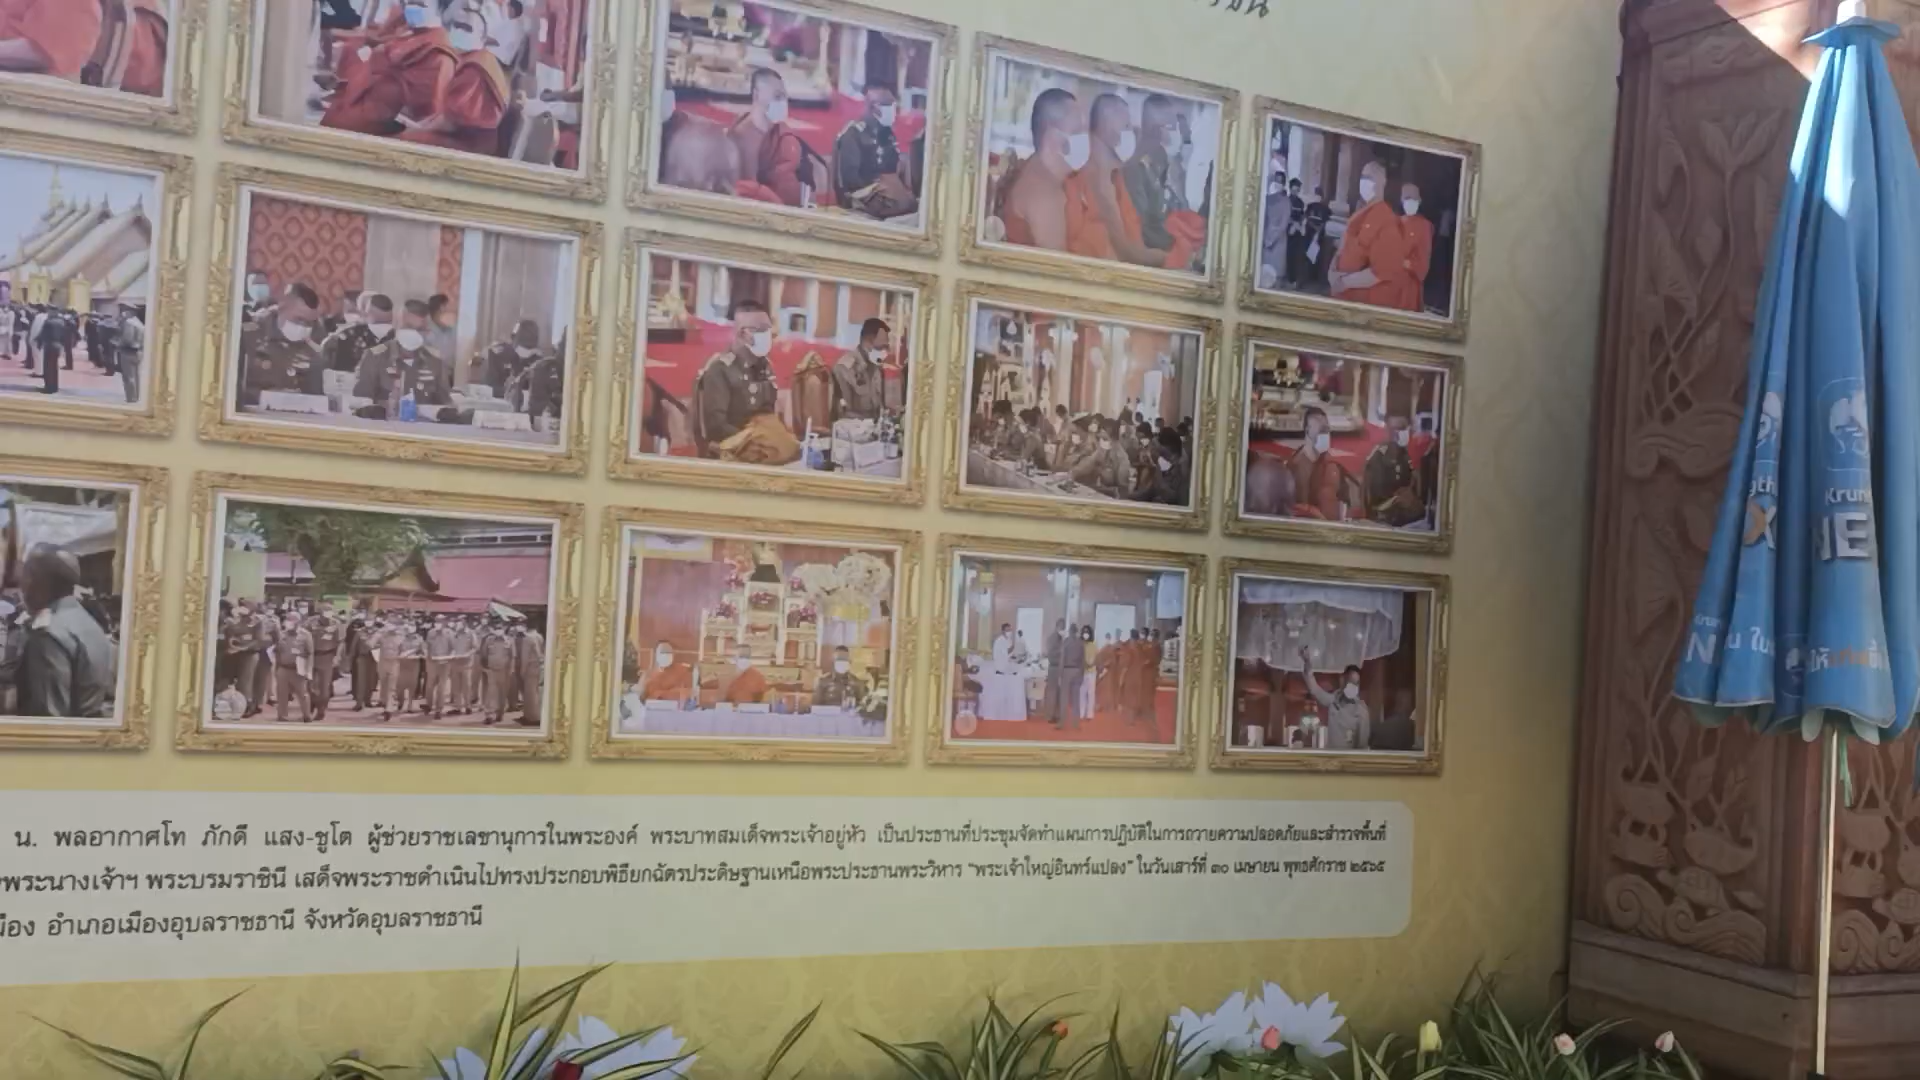 น. พลอากาศโท ภักดี แสง-ชูโต ผู้ช่วยราชเลขานุการในพระองค์ พระบาทสมเด็จพระเจ้าอยู่หัว เป็นประธานที่ประชุมจัดทำแผนการปฏิบัติในการถวายความปลอดภัยและสำรวจพื้นที่
พระนางเจ้าฯ พระบรมราชินี เสด็จพระราชดำเนินไปทรงประกอบพิธียกฉัตรประดิษฐานเหนือพระประธานพระวิหาร “พระเจ้าใหญ่อินทร์แปลง” ในวันเสาร์ที่ ๓๐ เมษายน พุทธศักราช ๒๕๖๕
อำเภอเมืองอุบลราชธานี จังหวัดอุบลราชธานี
Krun
NE
ให้